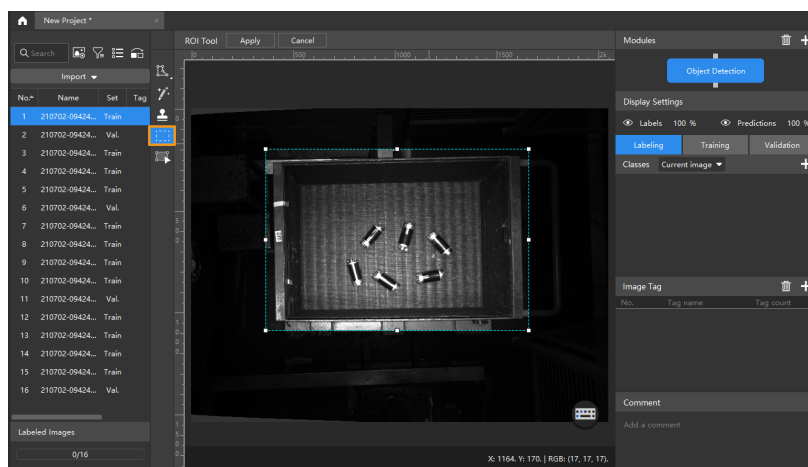 New Project *
×
Search
Import
No. Name Set Tag
1 210702-09424... Train
2 210702-09424... Val.
3 210702-09424... Train
4 210702-09424... Train
5 210702-09424... Train
6 210702-09424... Val.
7 210702-09424... Train
8 210702-09424... Train
9 210702-09424... Train
10 210702-09424... Train
11 210702-09424... Val.
12 210702-09424... Train
13 210702-09424... Train
14 210702-09424... Train
15 210702-09424... Train
16 210702-09424... Val.
Labeled Images
0/16
ROI Tool Apply Cancel
0 500 1000 1500 2k
0
500
1000
15
X: 1164. Y: 170. | RGB: (17, 17, 17).
Modules
Object Detection
Display Settings
Labels 100 % Predictions 100 %
Labeling Training Validation
Classes Current image
Image Tag
No. Tag name Tag count
Comment
Add a comment